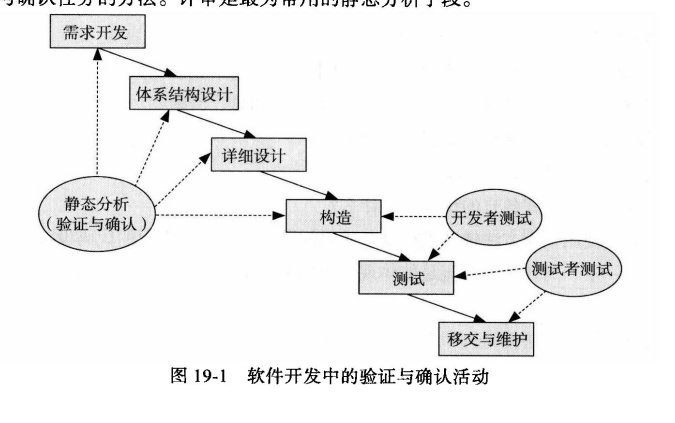 与确认任务的方法。评审是最为常用的静态分析手段。
需求开发
体系结构设计
详细设计
静态分析
（验证与确认）
构造
开发者测试
测试
测试者测试
移交与维护
图 19-1 软件开发中的验证与确认活动